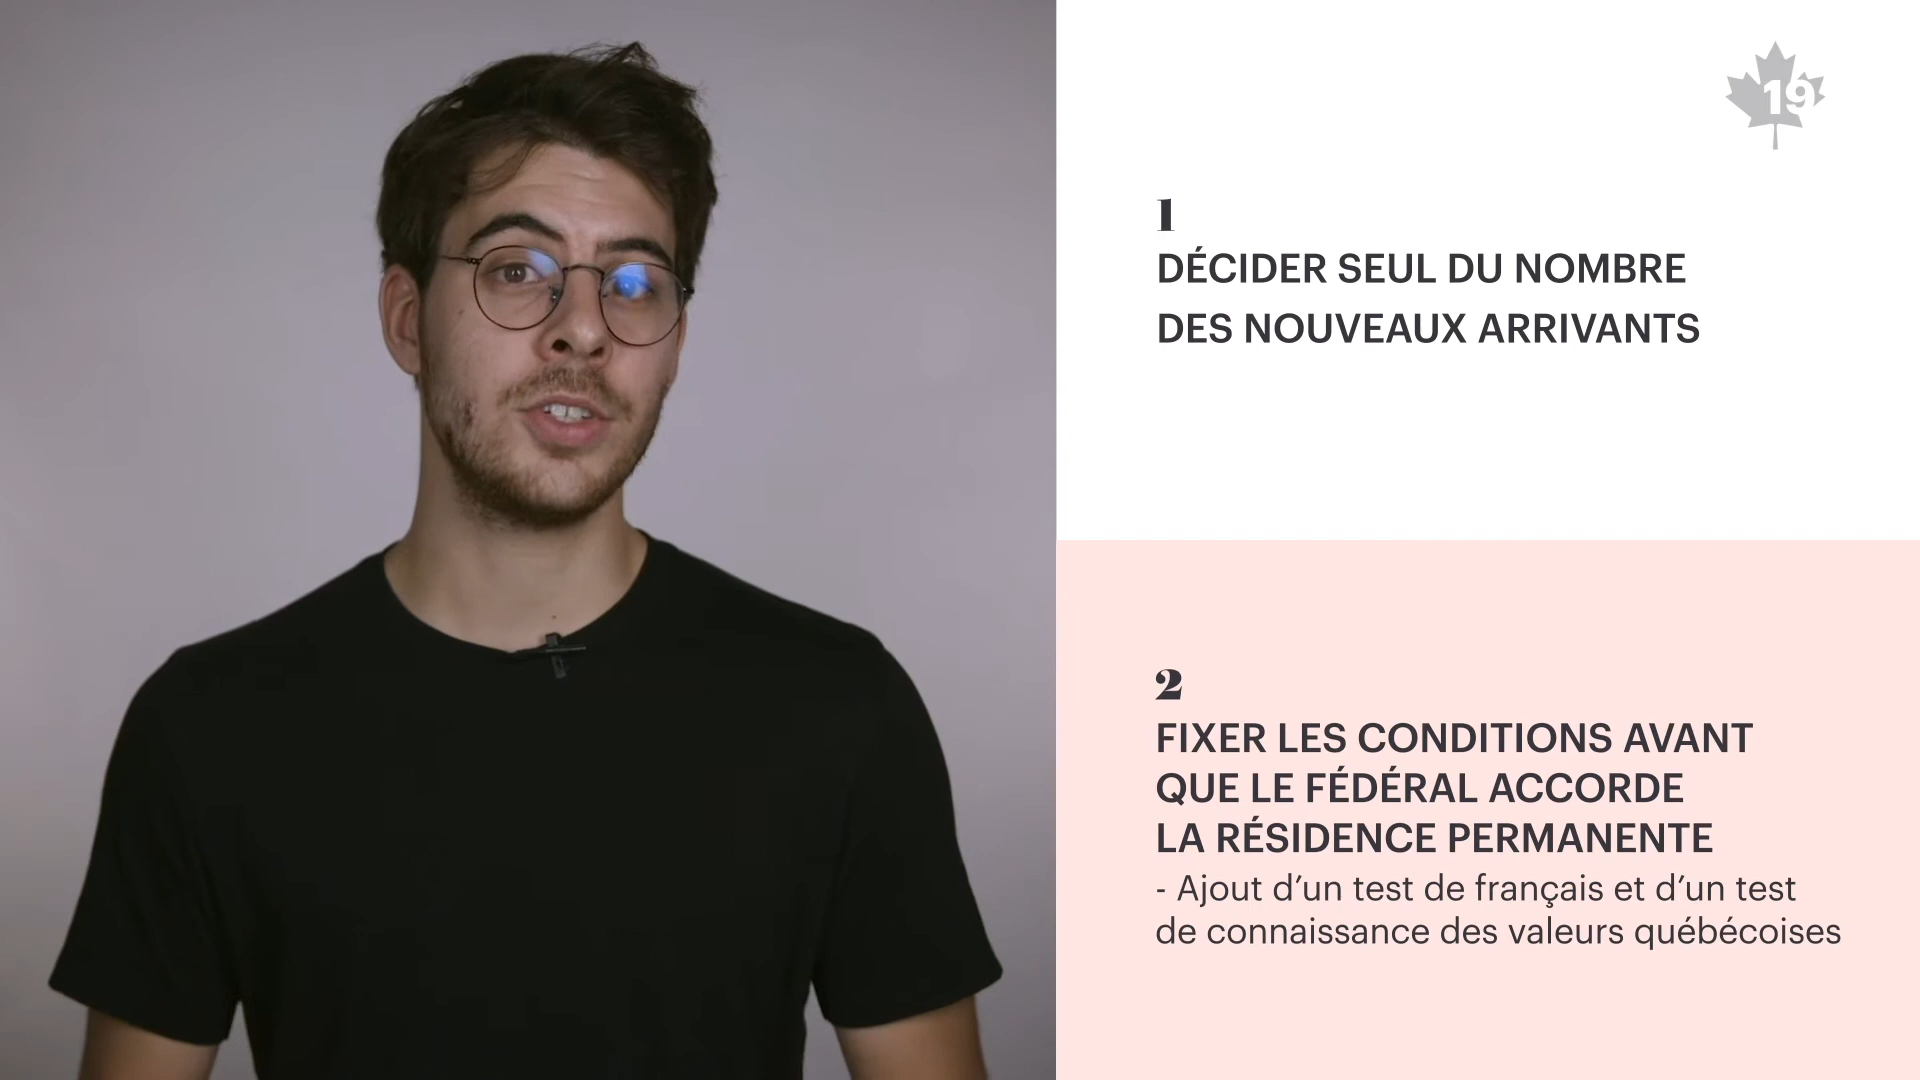 19
1
DÉCIDER SEUL DU NOMBRE
DES NOUVEAUX ARRIVANTS
2
FIXER LES CONDITIONS AVANT
QUE LE FÉDÉRAL ACCORDE
LA RÉSIDENCE PERMANENTE
- Ajout d’un test de français et d’un test
de connaissance des valeurs québécoises